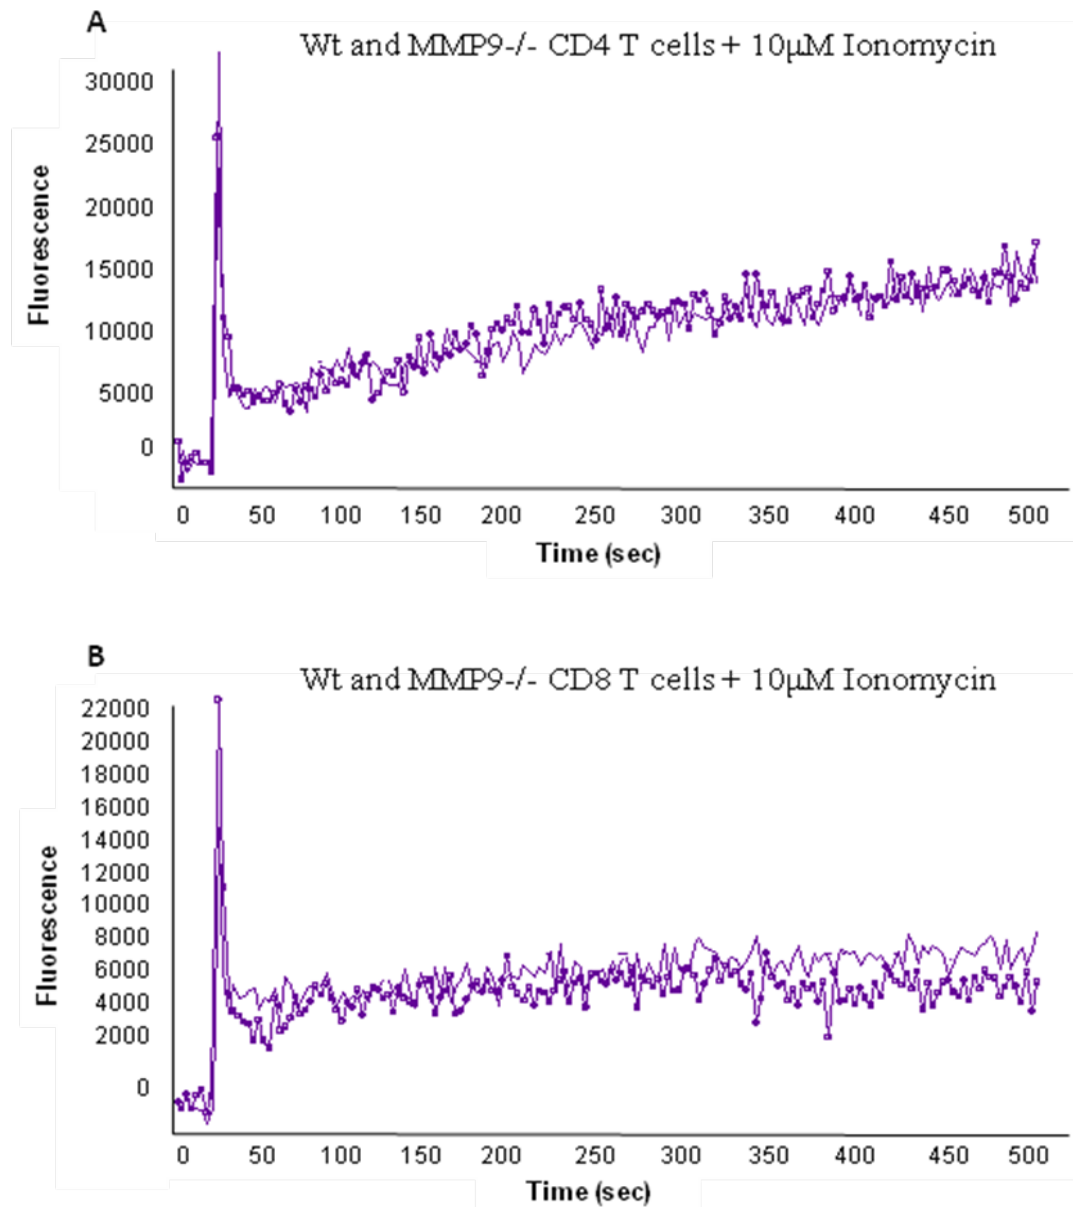 A
Wt and MMP9-/- CD4 T cells + 10µM Ionomycin
30000
25000
20000
15000
10000
5000
0
Fluorescence
0 50 100 150 200 250 300 350 400 450 500
Time (sec)
B
Wt and MMP9-/- CD8 T cells + 10µM Ionomycin
22000
20000
18000
16000
14000
12000
10000
8000
6000
4000
2000
0
Fluorescence
0 50 100 150 200 250 300 350 400 450 500
Time (sec)